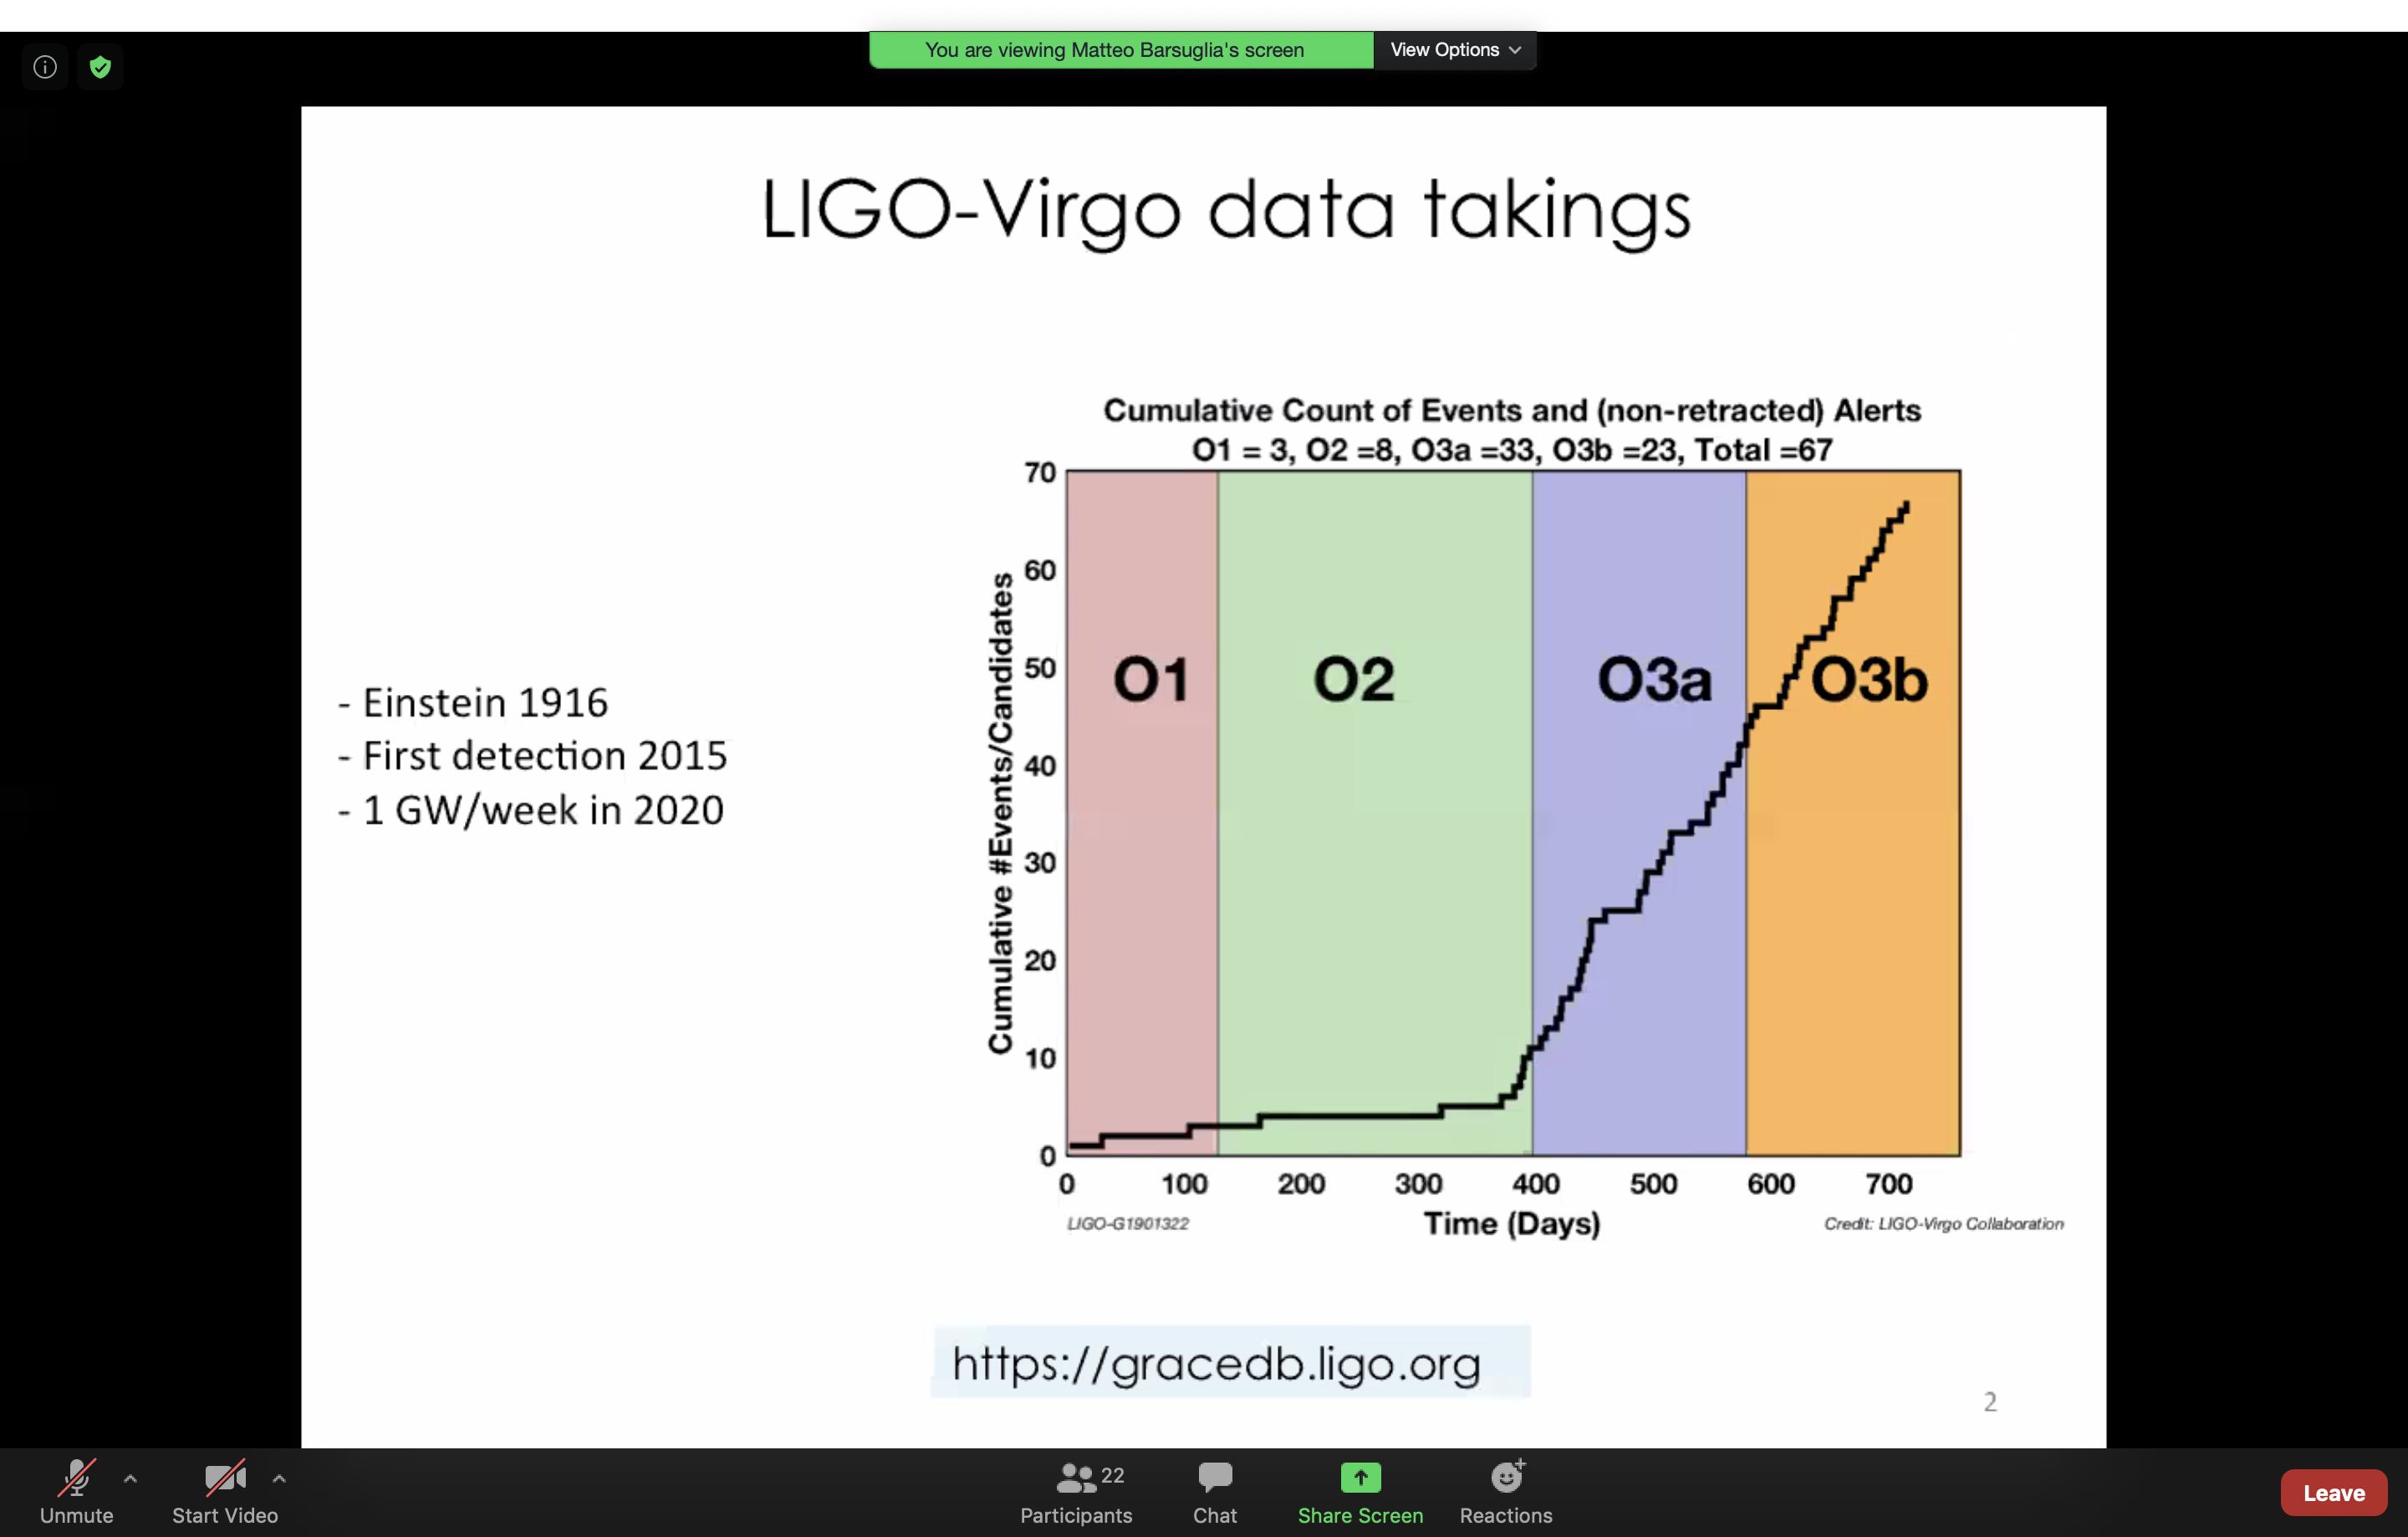 You are viewing Matteo Barsuglia's screen
View Options
LIGO-Virgo data takings
- Einstein 1916
- First detection 2015
- 1 GW/week in 2020
Cumulative Count of Events and (non-retracted) Alerts
O1 = 3, O2 =8, O3a =33, O3b =23, Total =67
Cumulative #Events/Candidates
70
60
50
40
30
20
10
0
O1
O2
O3a
O3b
0 100 200 300 400 500 600 700
LIGO-G1901322
Time (Days)
Credit: LIGO-Virgo Collaboration
https://gracedb.ligo.org
2
Unmute
Start Video
22
Participants
Chat
Share Screen
Reactions
Leave